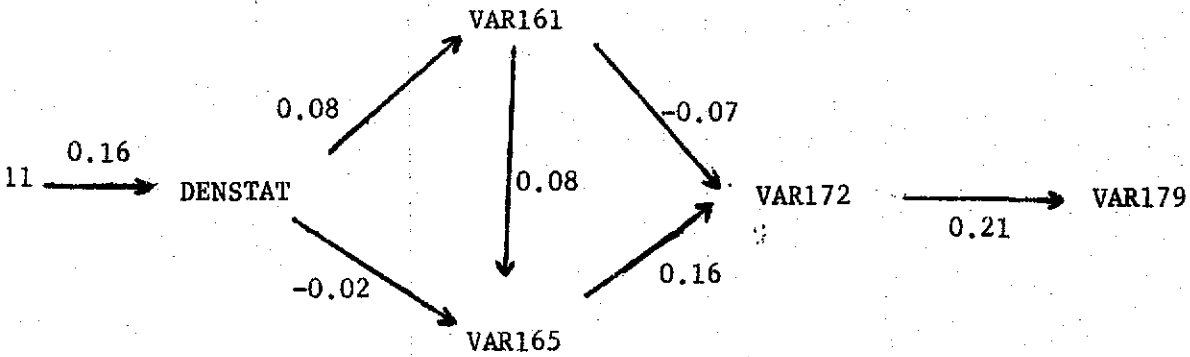 VAR161
0.08
-0.07
0.16
11
DENSTAT
0.08
VAR172
VAR179
0.21
-0.02
0.16
VAR165